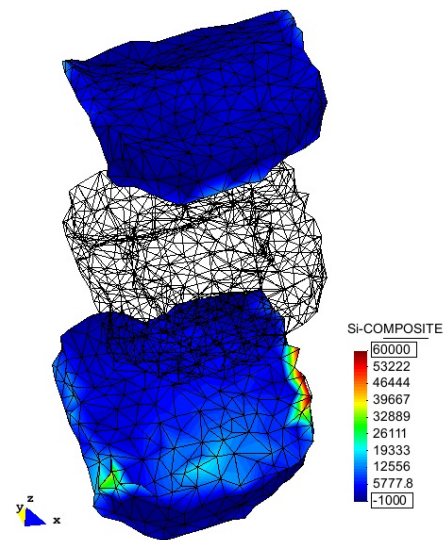 Si-COMPOSITE
60000
53222
46444
39667
32889
26111
19333
12556
5777.8
-1000
z
y
x